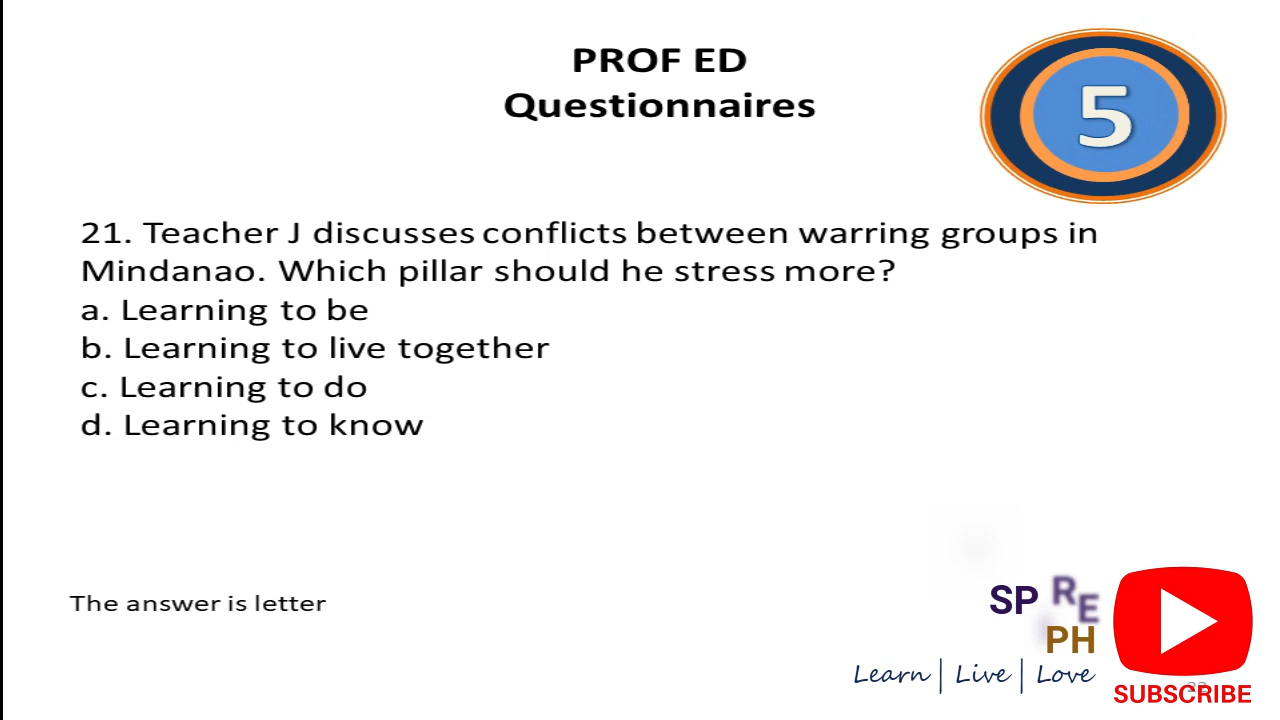 PROF ED
Questionnaires
5
21. Teacher J discusses conflicts between warring groups in
Mindanao. Which pillar should he stress more?
a. Learning to be
b. Learning to live together
c. Learning to do
d. Learning to know
The answer is letter
SP RE
PH
Learn | Live | Love
SUBSCRIBE